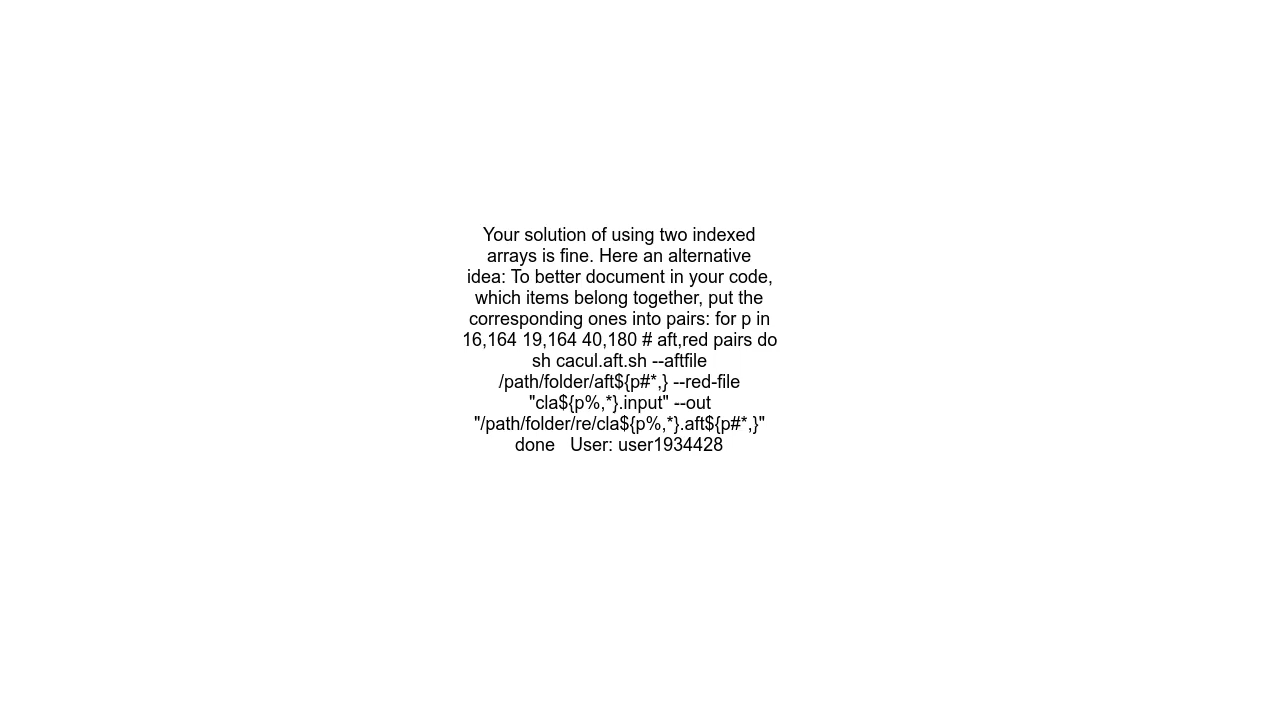 Your solution of using two indexed
arrays is fine. Here an alternative
idea: To better document in your code,
which items belong together, put the
corresponding ones into pairs: for p in
16,164 19,164 40,180 # aft,red pairs do
sh cacul.aft.sh --aftfile
/path/folder/aft${p#*,} --red-file
"cla${p%,*}.input" --out
"/path/folder/re/cla${p%,*}.aft${p#*,}"
done   User: user1934428